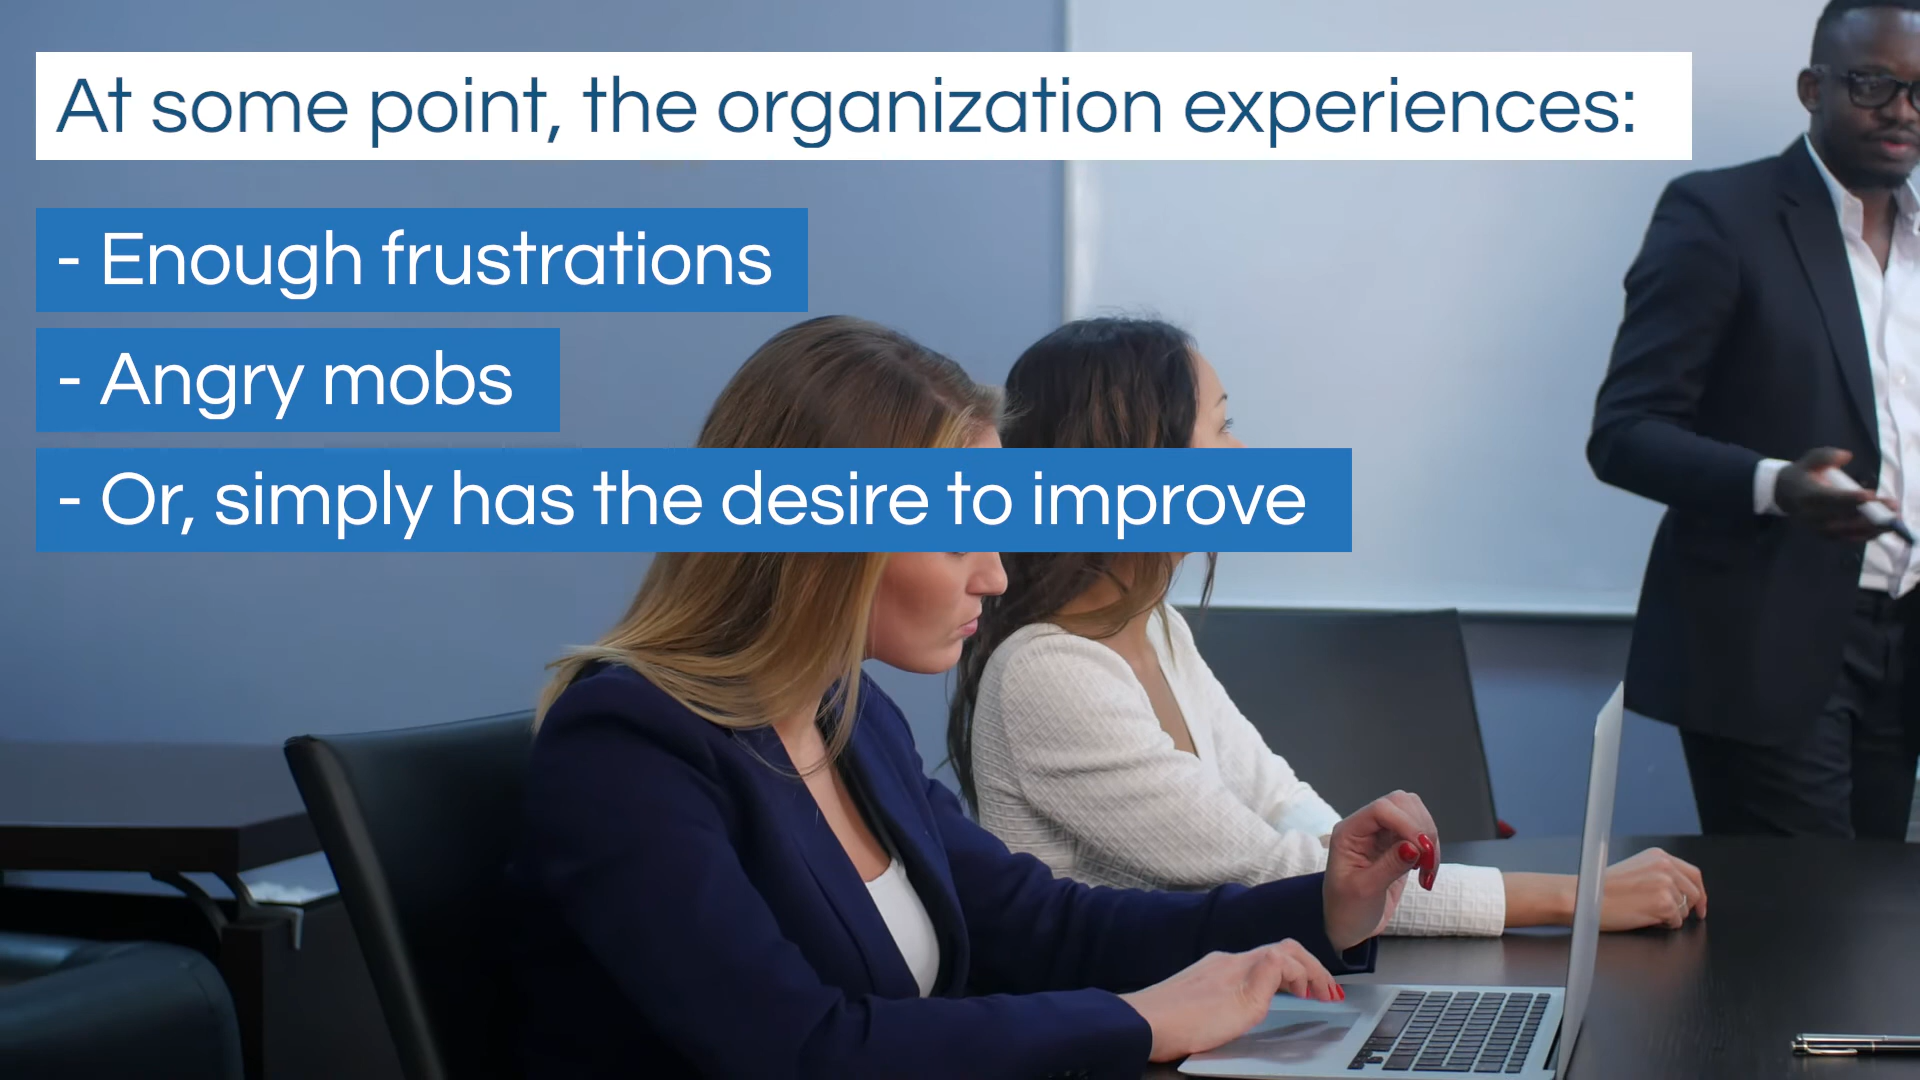 At some point, the organization experiences:
- Enough frustrations
- Angry mobs
- Or, simply has the desire to improve